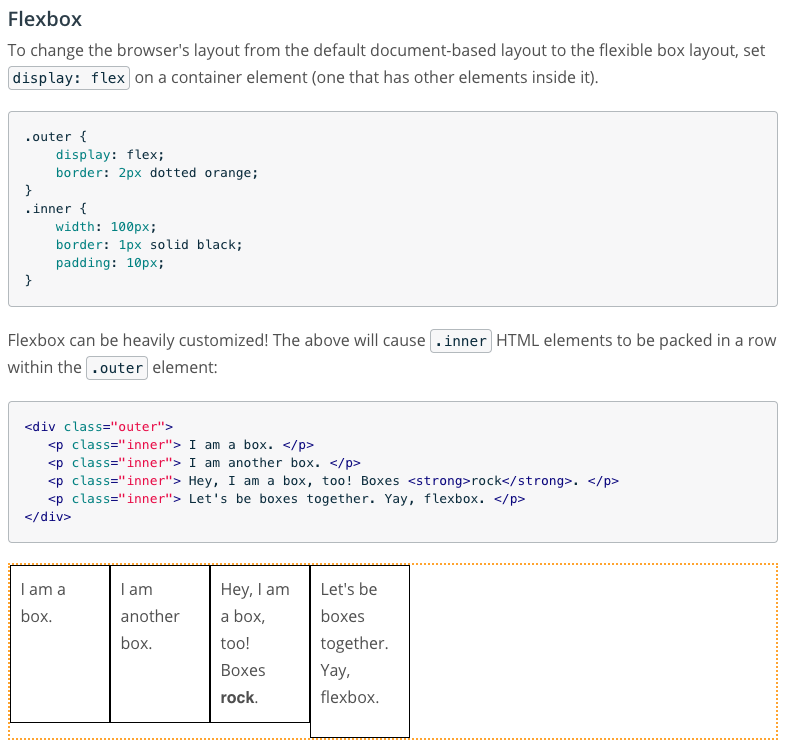 Flexbox
To change the browser's layout from the default document-based layout to the flexible box layout, set
display: flex on a container element (one that has other elements inside it).
.outer {
    display: flex;
    border: 2px dotted orange;
}
.inner {
    width: 100px;
    border: 1px solid black;
    padding: 10px;
}
Flexbox can be heavily customized! The above will cause .inner HTML elements to be packed in a row
within the .outer element:
<div class="outer">
   <p class="inner"> I am a box. </p>
   <p class="inner"> I am another box. </p>
   <p class="inner"> Hey, I am a box, too! Boxes <strong>rock</strong>. </p>
   <p class="inner"> Let's be boxes together. Yay, flexbox. </p>
</div>
I am a
box.
I am
another
box.
Hey, I am
a box,
too!
Boxes
rock.
Let's be
boxes
together.
Yay,
flexbox.